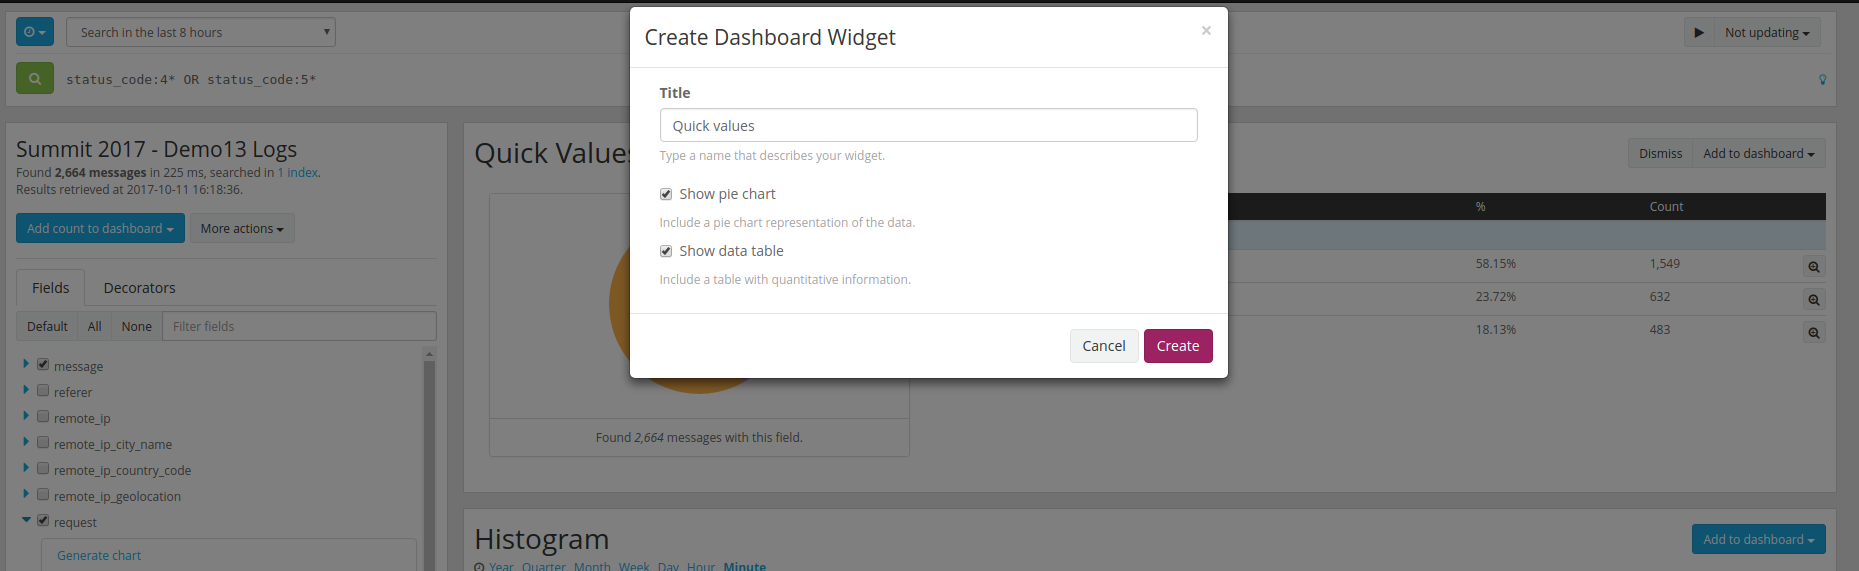 Search in the last 8 hours
Not updating
status_code:4* OR status_code:5*
Create Dashboard Widget
×
Title
Quick values
Type a name that describes your widget.
Show pie chart
Include a pie chart representation of the data.
Show data table
Include a table with quantitative information.
Cancel
Create
Summit 2017 - Demo13 Logs
Found 2,664 messages in 225 ms, searched in 1 index.
Results retrieved at 2017-10-11 16:18:36.
Add count to dashboard
More actions
Fields
Decorators
Default
All
None
Filter fields
message
referer
remote_ip
remote_ip_city_name
remote_ip_country_code
remote_ip_geolocation
request
Generate chart
Quick Values
Dismiss
Add to dashboard
% Count
58.15% 1,549
23.72% 632
18.13% 483
Found 2,664 messages with this field.
Histogram
Add to dashboard
Year, Quarter, Month, Week, Day, Hour, Minute